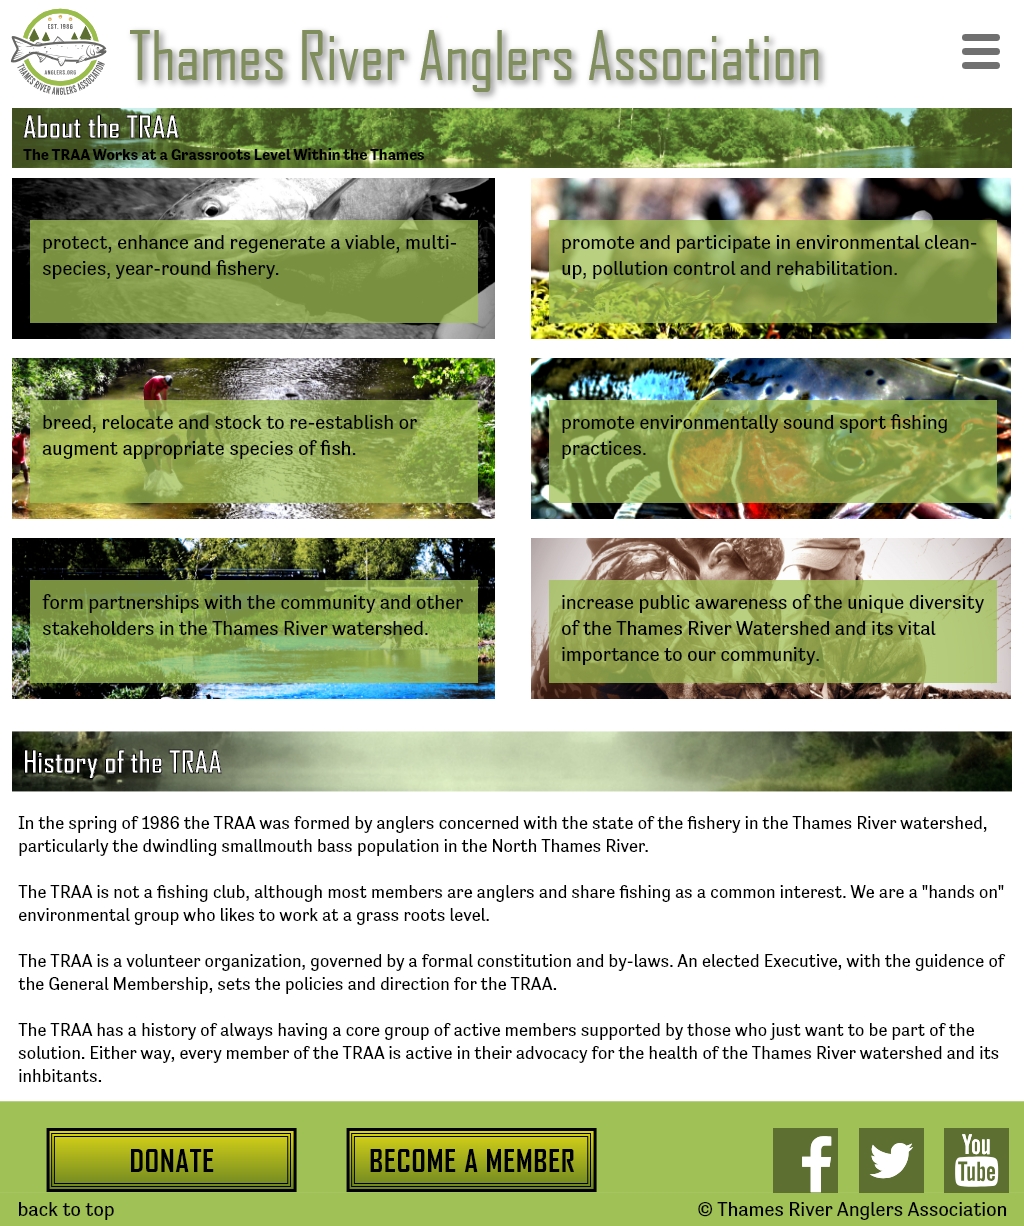 EST. 1986
ANGLERS.ORG
THAMES RIVER ANGLERS ASSOCIATION
Thames River Anglers Association
About the TRAA
The TRAA Works at a Grassroots Level Within the Thames
protect, enhance and regenerate a viable, multi-
species, year-round fishery.
promote and participate in environmental clean-
up, pollution control and rehabilitation.
breed, relocate and stock to re-establish or
augment appropriate species of fish.
promote environmentally sound sport fishing
practices.
form partnerships with the community and other
stakeholders in the Thames River watershed.
increase public awareness of the unique diversity
of the Thames River Watershed and its vital
importance to our community.
History of the TRAA
In the spring of 1986 the TRAA was formed by anglers concerned with the state of the fishery in the Thames River watershed,
particularly the dwindling smallmouth bass population in the North Thames River.
The TRAA is not a fishing club, although most members are anglers and share fishing as a common interest. We are a "hands on"
environmental group who likes to work at a grass roots level.
The TRAA is a volunteer organization, governed by a formal constitution and by-laws. An elected Executive, with the guidence of
the General Membership, sets the policies and direction for the TRAA.
The TRAA has a history of always having a core group of active members supported by those who just want to be part of the
solution. Either way, every member of the TRAA is active in their advocacy for the health of the Thames River watershed and its
inhbitants.
DONATE
BECOME A MEMBER
You
Tube
back to top
© Thames River Anglers Association